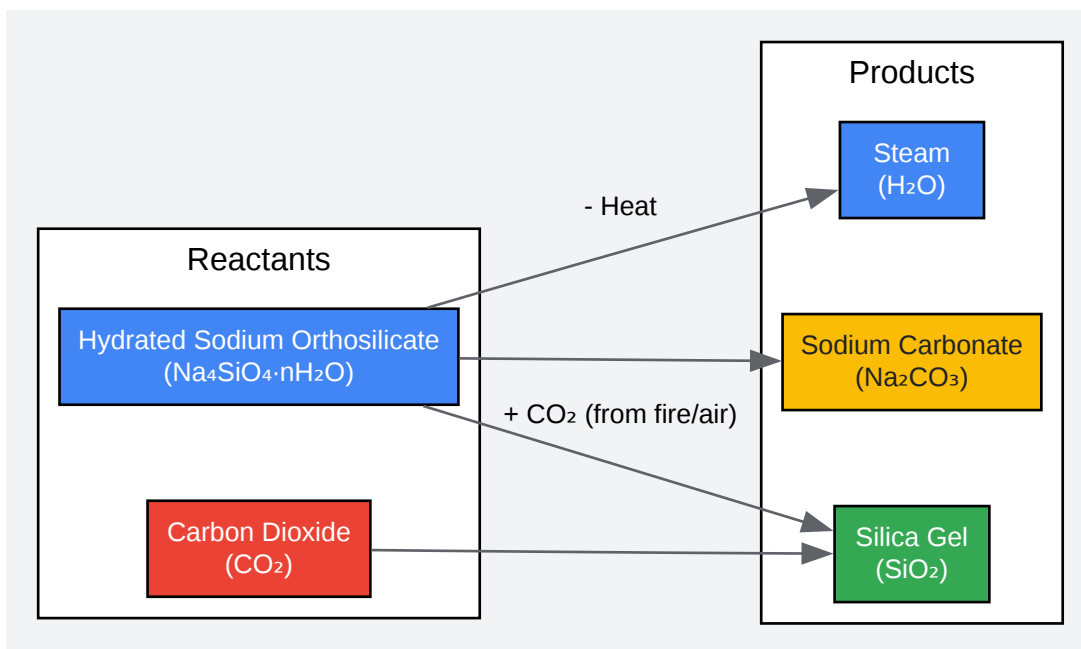 Products
Steam
(H₂O)
- Heat
Reactants
Hydrated Sodium Orthosilicate
(Na₄SiO₄·nH₂O)
Sodium Carbonate
(Na₂CO₃)
+ CO₂ (from fire/air)
Carbon Dioxide
(CO₂)
Silica Gel
(SiO₂)